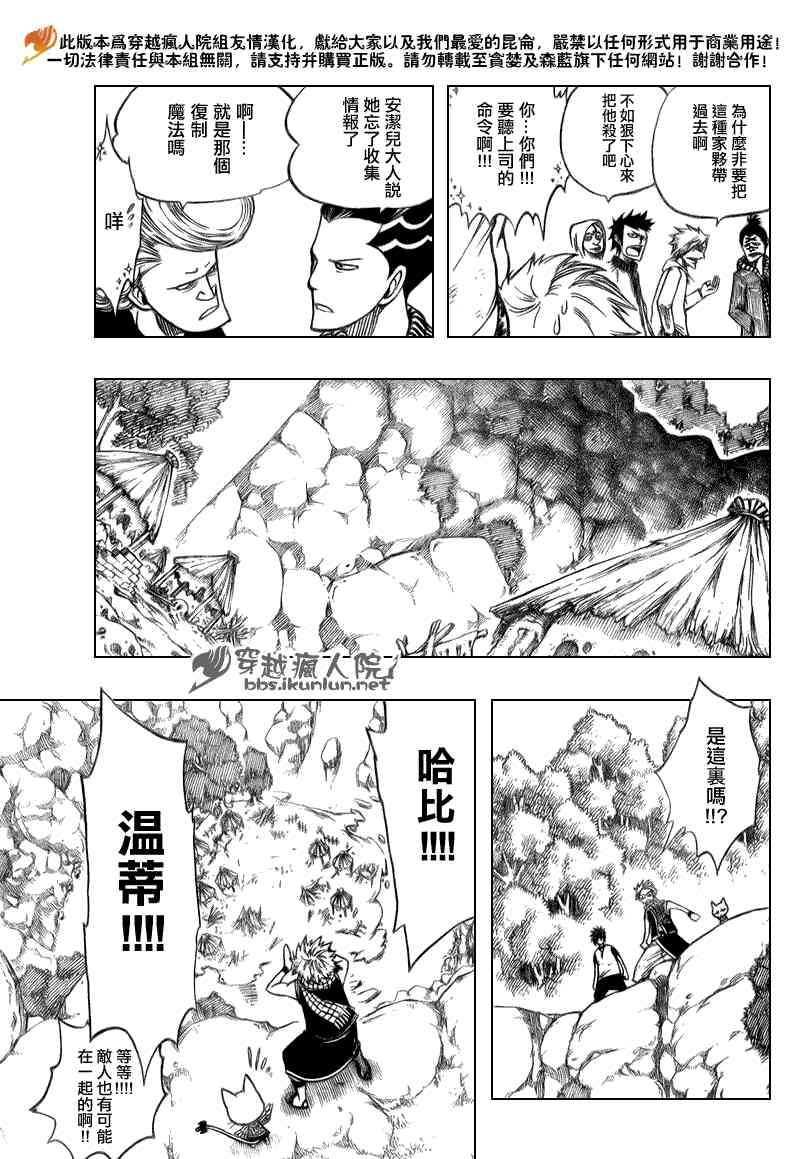 此版本爲穿越瘋人院組友情漢化，獻給大家以及我們最愛的昆侖，嚴禁以任何形式用于商業用途！
一切法律責任與本組無關，請支持并購買正版。請勿轉載至貪婪及森藍旗下任何網站！謝謝合作！
為什麼非要把
這種家夥帶
過去啊
不如狠下心來
把他殺了吧
你…你們!!!
要聽上司的
命令啊!!!
安潔兒大人說
她忘了收集
情報了
啊——…
就是那個
復制
魔法嗎
咩
穿越瘋人院
bbs.ikunlun.net
是這裏嗎!!?
哈比!!!!
温蒂!!!!
等等!!!!
敵人也有可能
在一起的啊!!